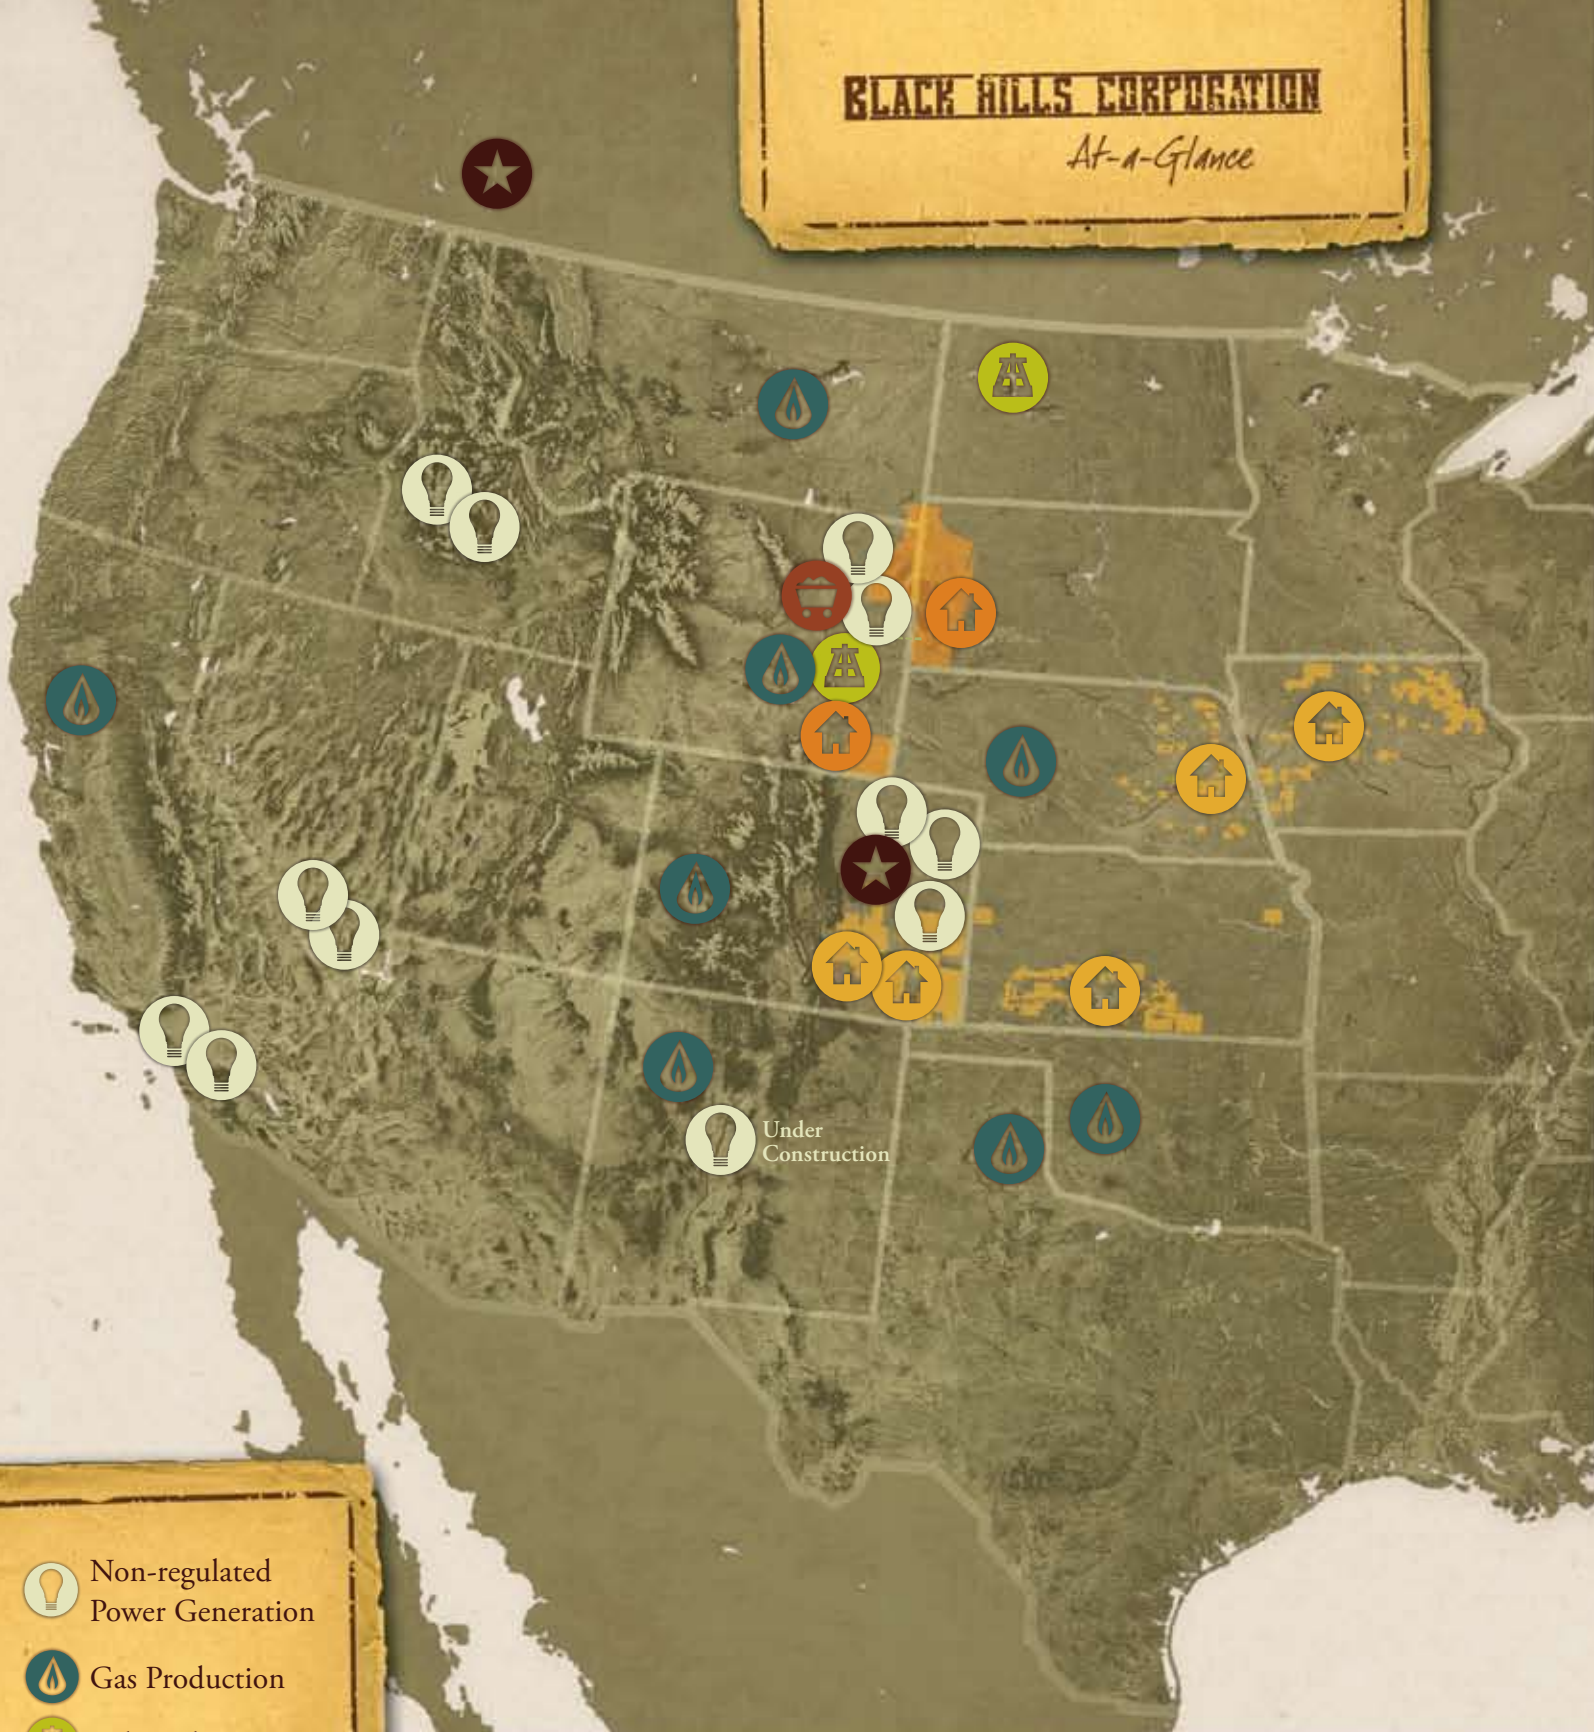 BLACK HILLS CORPORATION
At-a-Glance
Under
Construction
Non-regulated
Power Generation
Gas Production